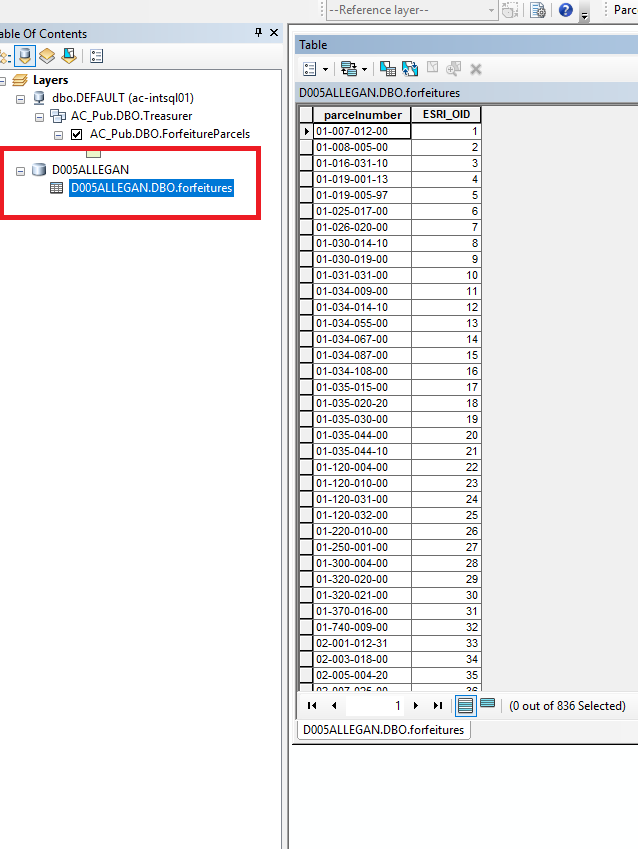 --Reference layer--
Parce
Table Of Contents
Layers
dbo.DEFAULT (ac-intsql01)
AC_Pub.DBO.Treasurer
AC_Pub.DBO.ForfeitureParcels
D005ALLEGAN
D005ALLEGAN.DBO.forfeitures
Table
D005ALLEGAN.DBO.forfeitures
parcelnumber ESRI_OID
01-007-012-00 1
01-008-005-00 2
01-016-031-10 3
01-019-001-13 4
01-019-005-97 5
01-025-017-00 6
01-026-020-00 7
01-030-014-10 8
01-030-019-00 9
01-031-031-00 10
01-034-009-00 11
01-034-014-10 12
01-034-055-00 13
01-034-067-00 14
01-034-087-00 15
01-034-108-00 16
01-035-015-00 17
01-035-020-20 18
01-035-030-00 19
01-035-044-00 20
01-035-044-10 21
01-120-004-00 22
01-120-010-00 23
01-120-031-00 24
01-120-032-00 25
01-220-010-00 26
01-250-001-00 27
01-300-004-00 28
01-320-020-00 29
01-320-021-00 30
01-370-016-00 31
01-740-009-00 32
02-001-012-31 33
02-003-018-00 34
02-005-004-20 35
02-007-025-00 36
1 (0 out of 836 Selected)
D005ALLEGAN.DBO.forfeitures